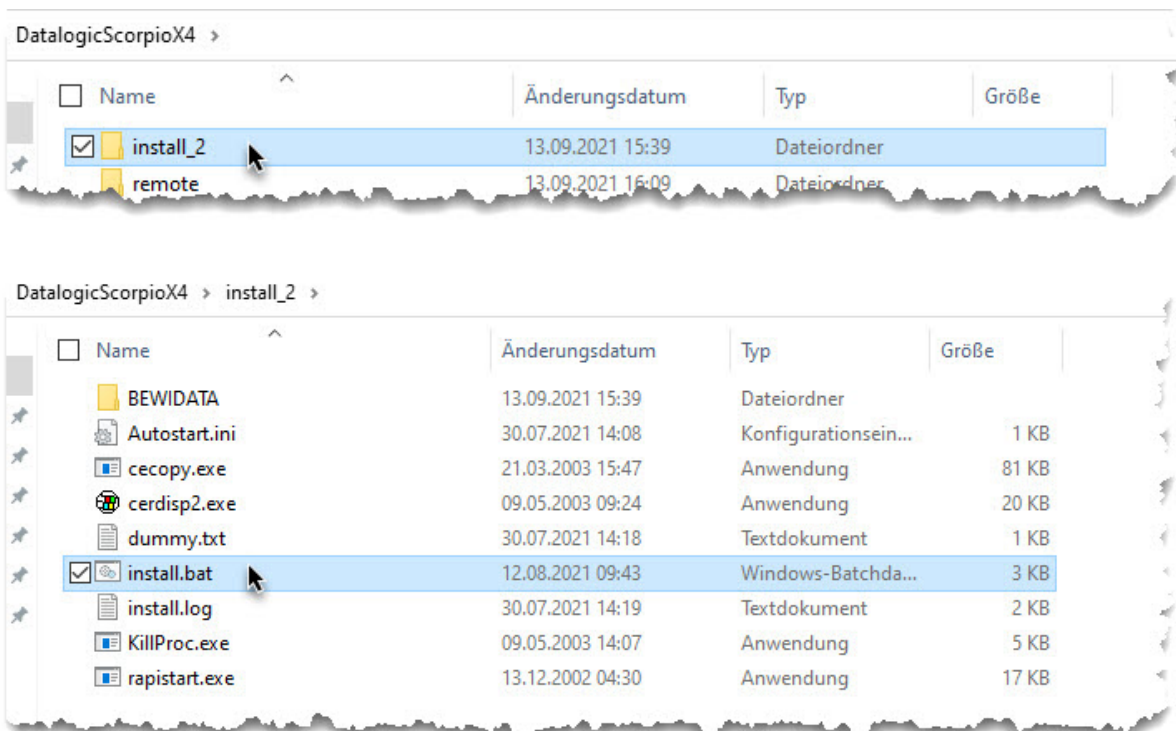 DatalogicScorpioX4 >
Name Änderungsdatum Typ Größe
install_2 13.09.2021 15:39 Dateiordner
remote 13.09.2021 16:09 Dateiordner
DatalogicScorpioX4 > install_2 >
Name Änderungsdatum Typ Größe
BEWIDATA 13.09.2021 15:39 Dateiordner
Autostart.ini 30.07.2021 14:08 Konfigurationsein... 1 KB
cecopy.exe 21.03.2003 15:47 Anwendung 81 KB
cerdisp2.exe 09.05.2003 09:24 Anwendung 20 KB
dummy.txt 30.07.2021 14:18 Textdokument 1 KB
install.bat 12.08.2021 09:43 Windows-Batchda... 3 KB
install.log 30.07.2021 14:19 Textdokument 2 KB
KillProc.exe 09.05.2003 14:07 Anwendung 5 KB
rapistart.exe 13.12.2002 04:30 Anwendung 17 KB